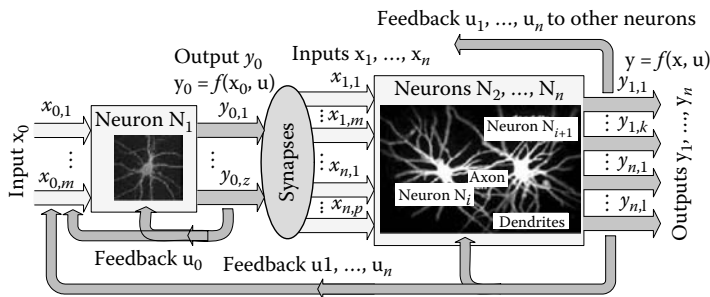 Feedback u1, ..., un to other neurons
Output y0
y0 = f(x0, u)
Inputs x1, ..., xn
y = f(x, u)
Input x0
x0,1
⋮
x0,m
Neuron N1
y0,1
⋮
y0,z
Synapses
x1,1
⋮ x1,m
xn,1
⋮ xn,p
Neurons N2, ..., Nn
Neuron Ni+1
Axon
Neuron Ni
Dendrites
y1,1
⋮ y1,k
yn,1
⋮ yn,l
Outputs y1, ..., yn
Feedback u0
Feedback u1, ..., un